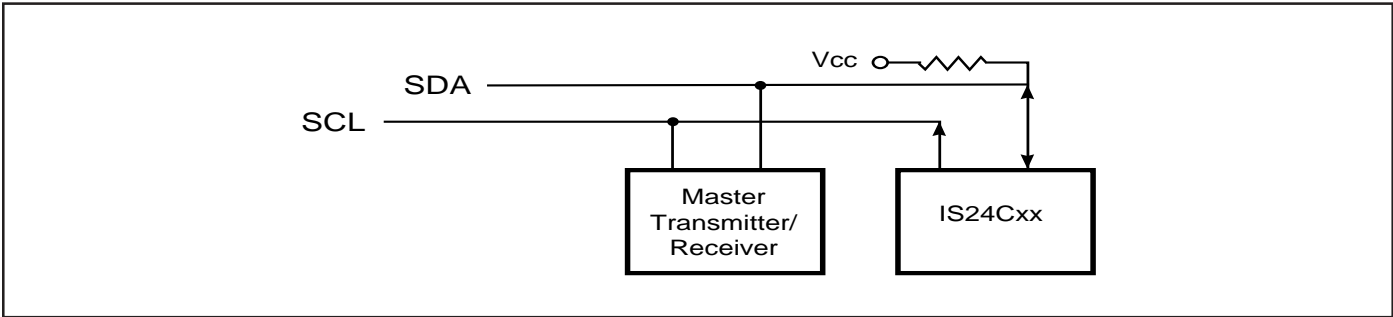 Vcc
SDA
SCL
Master
Transmitter/
Receiver
IS24Cxx